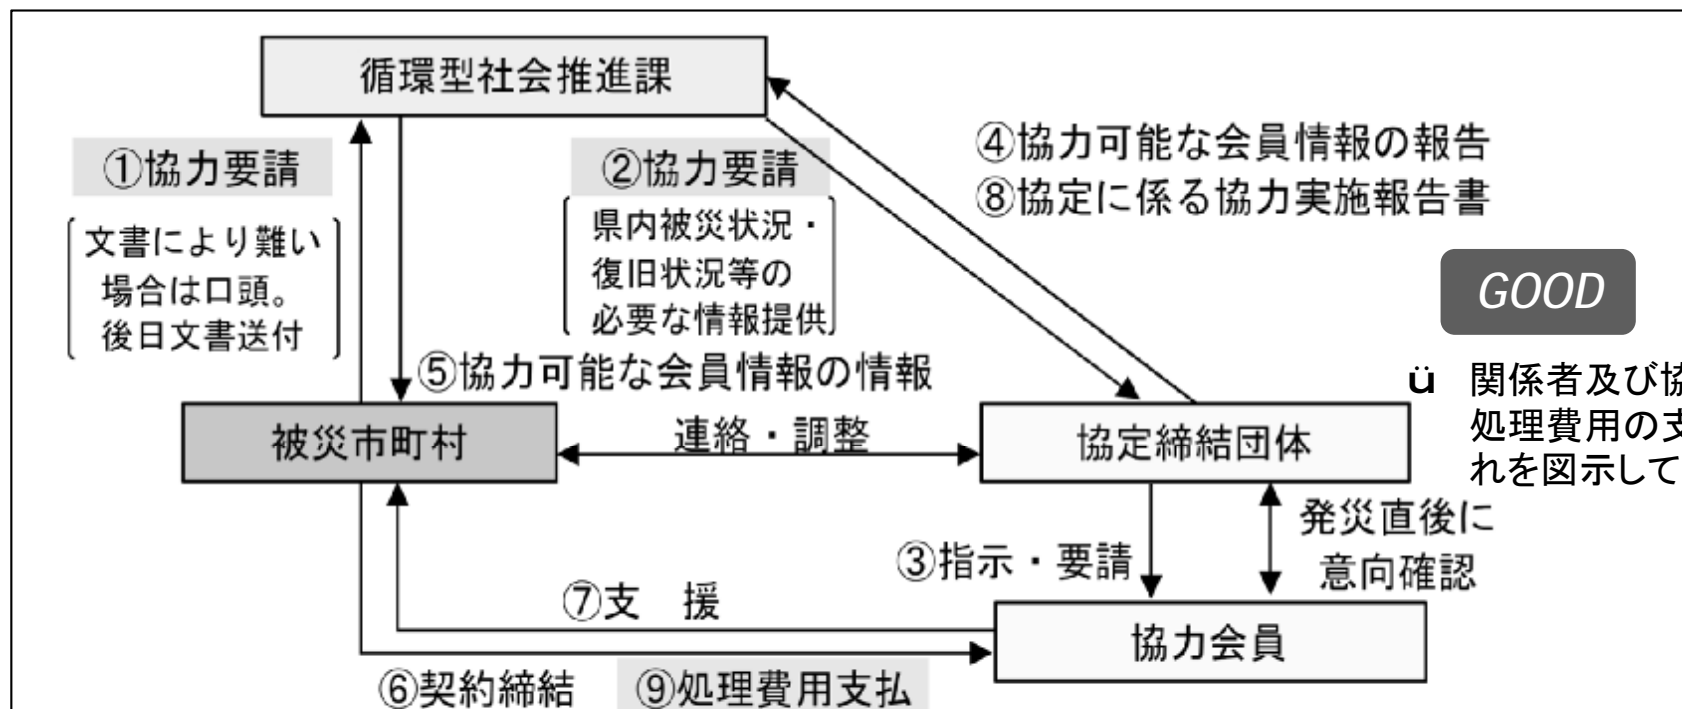 循環型社会推進課
①協力要請
文書により難い
場合は口頭。
後日文書送付
②協力要請
県内被災状況・
復旧状況等の
必要な情報提供
④協力可能な会員情報の報告
⑧協定に係る協力実施報告書
GOOD
⑤協力可能な会員情報の情報
ü 関係者及び協
処理費用の支
れを図示して
被災市町村
連絡・調整
協定締結団体
③指示・要請
発災直後に
意向確認
⑦支　援
協力会員
⑥契約締結
⑨処理費用支払